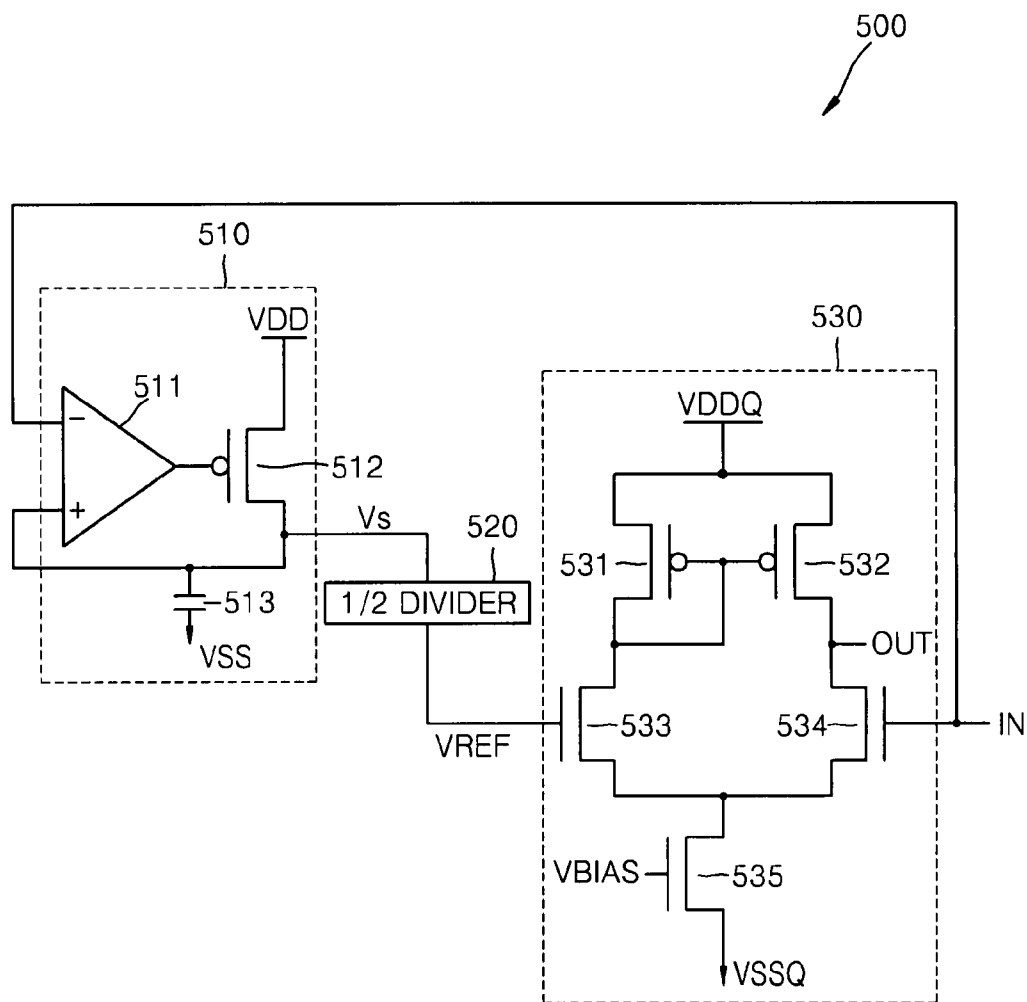 500
510
VDD
530
511
VDDQ
−
512
+
Vs
520
531
532
513
1/2 DIVIDER
VSS
OUT
533
534
IN
VREF
VBIAS
535
VSSQ